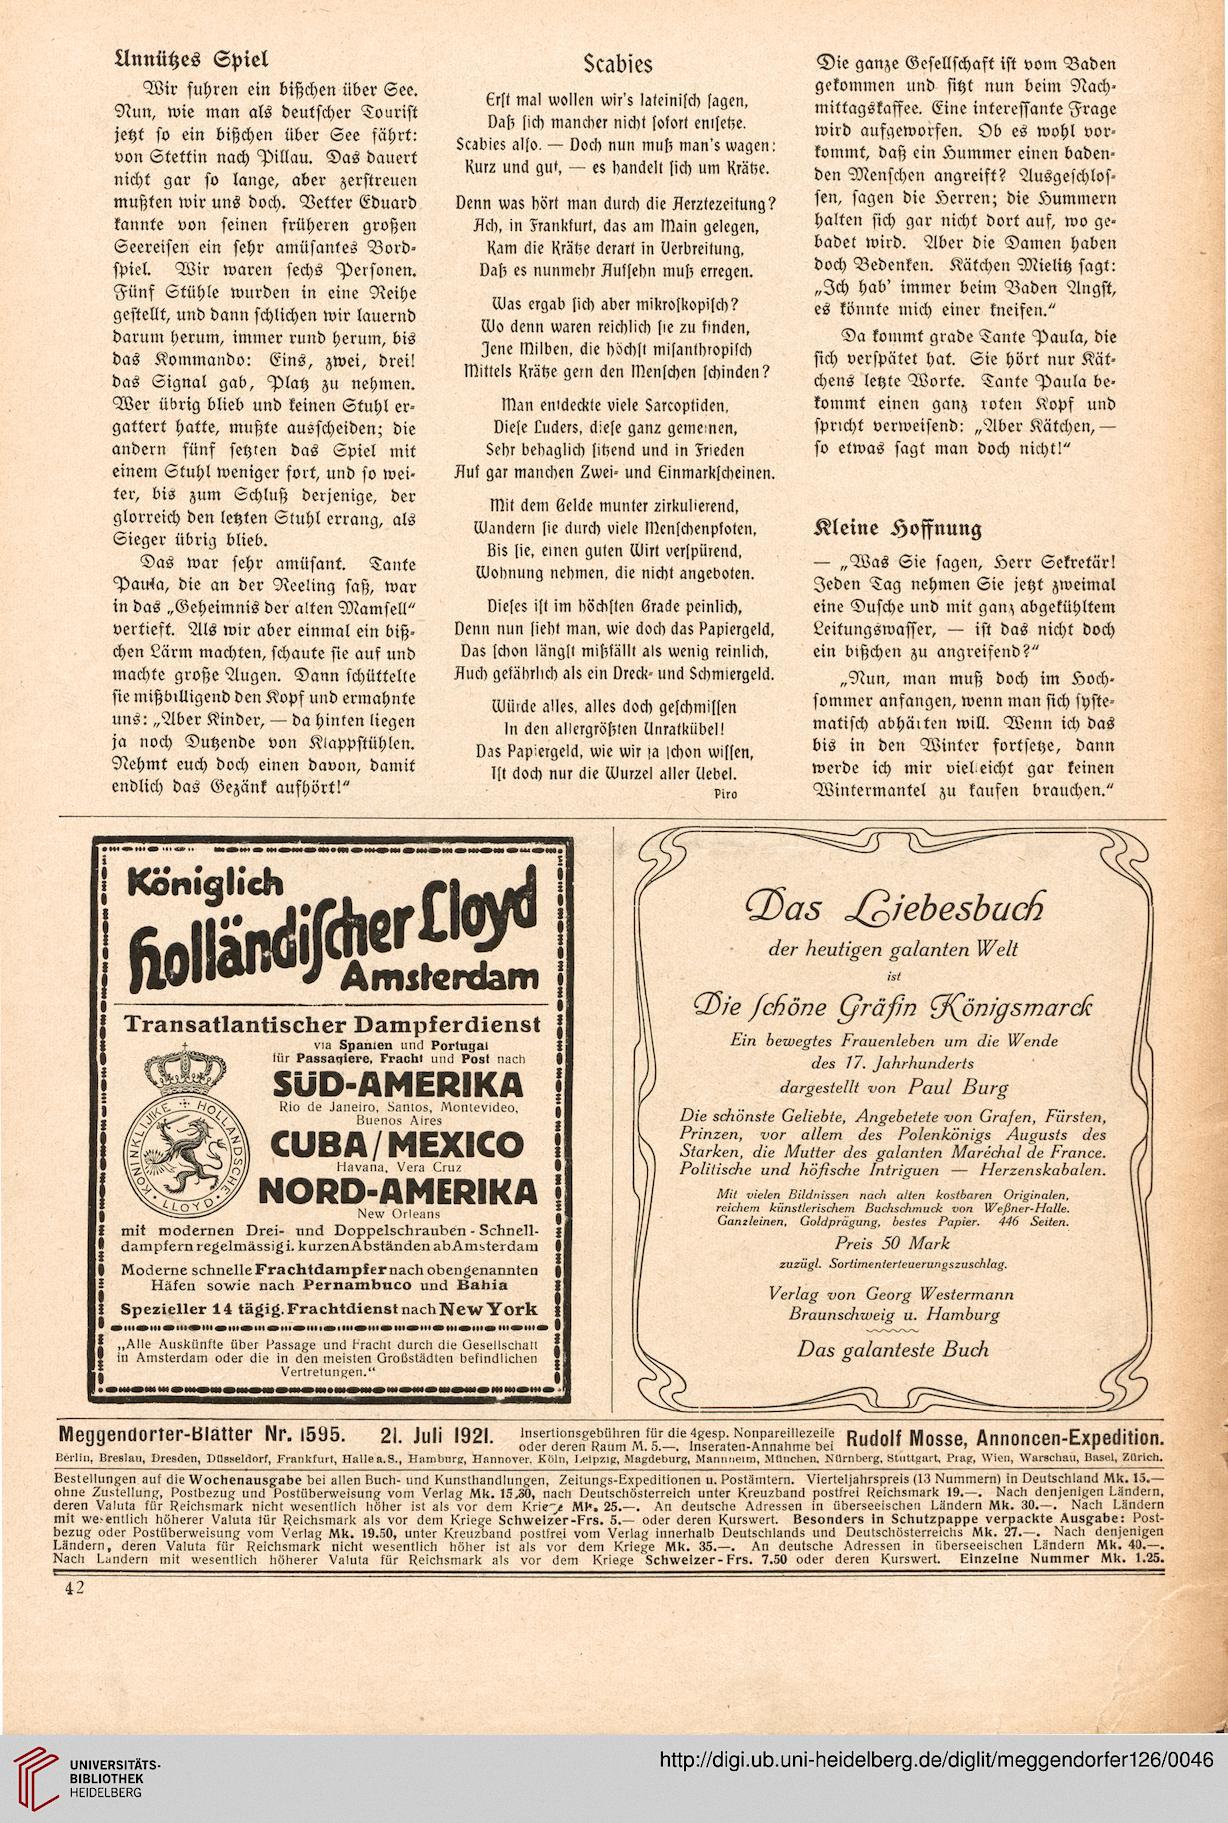 Unnützes Spiel
Wir fuhren ein bißchen über See.
Nun, wie man als deutscher Tourist
jetzt so ein bißchen über See fährt:
von Stettin nach Pillau. Das dauert
nicht gar so lange, aber zerstreuen
mußten wir uns doch. Vetter Eduard
kannte von seinen früheren großen
Seereisen ein sehr amüsantes Bord-
spiel. Wir waren sechs Personen.
Fünf Stühle wurden in eine Reihe
gestellt, und dann schlichen wir lauernd
darum herum, immer rund herum, bis
das Kommando: Eins, zwei, drei!
das Signal gab, Platz zu nehmen.
Wer übrig blieb und keinen Stuhl er-
gattert hatte, mußte ausscheiden; die
andern fünf setzten das Spiel mit
einem Stuhl weniger fort, und so wei-
ter, bis zum Schluß derjenige, der
glorreich den letzten Stuhl errang, als
Sieger übrig blieb.
Das war sehr amüsant. Tante
Paula, die an der Reeling saß, war
in das „Geheimnis der alten Mamsell“
vertieft. Als wir aber einmal ein biß-
chen Lärm machten, schaute sie auf und
machte große Augen. Dann schüttelte
sie mißbilligend den Kopf und ermahnte
uns: „Aber Kinder, — da hinten liegen
ja noch Dutzende von Klappstühlen.
Nehmt euch doch einen davon, damit
endlich das Gezänk aufhört!“
Scabies
Erst mal wollen wir's lateinisch sagen,
Daß sich mancher nicht sofort entsetze.
Scabies also. — Doch nun muß man's wagen:
Kurz und gut, — es handelt sich um Krätze.
Denn was hört man durch die Aerztezeitung?
Ach, in Frankfurt, das am Main gelegen,
Kam die Krätze derart in Verbreitung,
Daß es nunmehr Aufsehn muß erregen.
Was ergab sich aber mikroskopisch?
Wo denn waren reichlich sie zu finden,
Jene Milben, die höchst misanthropisch
Mittels Krätze gern den Menschen schinden?
Man entdeckte viele Sarcoptiden,
Diese Luders, diese ganz gemeinen,
Sehr behaglich sitzend und in Frieden
Auf gar manchen Zwei- und Einmarkscheinen.
Mit dem Gelde munter zirkulierend,
Wandern sie durch viele Menschenpfoten,
Bis sie, einen guten Wirt verspürend,
Wohnung nehmen, die nicht angeboten.
Dieses ist im höchsten Grade peinlich,
Denn nun sieht man, wie doch das Papiergeld,
Das schon längst mißfällt als wenig reinlich,
Auch gefährlich als ein Dreck- und Schmiergeld.
Würde alles, alles doch geschmissen
In den allergrößten Unratkübel!
Das Papiergeld, wie wir ja schon wissen,
Ist doch nur die Wurzel aller Uebel.
Piro
Die ganze Gesellschaft ist vom Baden
gekommen und sitzt nun beim Nach-
mittagskaffee. Eine interessante Frage
wird aufgeworfen. Ob es wohl vor-
kommt, daß ein Hummer einen baden-
den Menschen angreift? Ausgeschlos-
sen, sagen die Herren; die Hummern
halten sich gar nicht dort auf, wo ge-
badet wird. Aber die Damen haben
doch Bedenken. Kätchen Mielitz sagt:
„Ich hab' immer beim Baden Angst,
es könnte mich einer kneifen.“
Da kommt grade Tante Paula, die
sich verspätet hat. Sie hört nur Kät-
chens letzte Worte. Tante Paula be-
kommt einen ganz roten Kopf und
spricht verweisend: „Aber Kätchen, —
so etwas sagt man doch nicht!“
Kleine Hoffnung
— „Was Sie sagen, Herr Sekretär!
Jeden Tag nehmen Sie jetzt zweimal
eine Dusche und mit ganz abgekühltem
Leitungswasser, — ist das nicht doch
ein bißchen zu angreifend?“
„Nun, man muß doch im Hoch-
sommer anfangen, wenn man sich syste-
matisch abhärten will. Wenn ich das
bis in den Winter fortsetze, dann
werde ich mir vielleicht gar keinen
Wintermantel zu kaufen brauchen.“
Königlich
holländischer Lloyd
Amsterdam
Transatlantischer Dampferdienst
via Spanien und Portugal
für Passagiere, Fracht und Post nach
SÜD-AMERIKA
Rio de Janeiro, Santos, Montevideo,
Buenos Aires
CUBA/MEXICO
Havana, Vera Cruz
NORD-AMERIKA
New Orleans
KONINKLIJKE HOLLANDSCHE LLOYD
mit modernen Drei- und Doppelschrauben-Schnell-
dampfern regelmässig i. kurzen Abständen ab Amsterdam
Moderne schnelle Frachtdampfer nach obengenannten
Häfen sowie nach Pernambuco und Bahia
Spezieller 14 tägig. Frachtdienst nach New York
„Alle Auskünfte über Passage und Fracht durch die Gesellschaft
in Amsterdam oder die in den meisten Großstädten befindlichen
Vertretungen.“
Das Liebesbuch
der heutigen galanten Welt
ist
Die schöne Gräfin Königsmarck
Ein bewegtes Frauenleben um die Wende
des 17. Jahrhunderts
dargestellt von Paul Burg
Die schönste Geliebte, Angebetete von Grafen, Fürsten,
Prinzen, vor allem des Polenkönigs Augusts des
Starken, die Mutter des galanten Maréchal de France.
Politische und höfische Intriguen — Herzenskabalen.
Mit vielen Bildnissen nach alten kostbaren Originalen,
reichem künstlerischem Buchschmuck von Weßner-Halle.
Ganzleinen, Goldprägung, bestes Papier. 446 Seiten.
Preis 50 Mark
zuzügl. Sortimenterteuerungszuschlag.
Verlag von Georg Westermann
Braunschweig u. Hamburg
Das galanteste Buch
Meggendorfer-Blätter Nr. 1595. 21. Juli 1921. Insertionsgebühren für die 4gesp. Nonpareillezeile
oder deren Raum M. 5.—. Inseraten-Annahme bei Rudolf Mosse, Annoncen-Expedition.
Berlin, Breslau, Dresden, Düsseldorf, Frankfurt, Halle a.S., Hamburg, Hannover, Köln, Leipzig, Magdeburg, Mannheim, München, Nürnberg, Stuttgart, Prag, Wien, Warschau, Basel, Zürich.
Bestellungen auf die Wochenausgabe bei allen Buch- und Kunsthandlungen, Zeitungs-Expeditionen u. Postämtern. Vierteljahrspreis (13 Nummern) in Deutschland Mk. 15.—
ohne Zustellung, Postbezug und Postüberweisung vom Verlag Mk. 15.30, nach Deutschösterreich unter Kreuzband postfrei Reichsmark 19.—. Nach denjenigen Ländern,
deren Valuta für Reichsmark nicht wesentlich höher ist als vor dem Kriege Mk. 25.—. An deutsche Adressen in überseeischen Ländern Mk. 30.—. Nach Ländern
mit wesentlich höherer Valuta für Reichsmark als vor dem Kriege Schweizer-Frs. 5.— oder deren Kurswert. Besonders in Schutzpappe verpackte Ausgabe: Post-
bezug oder Postüberweisung vom Verlag Mk. 19.50, unter Kreuzband postfrei vom Verlag innerhalb Deutschlands und Deutschösterreichs Mk. 27.—. Nach denjenigen
Ländern, deren Valuta für Reichsmark nicht wesentlich höher ist als vor dem Kriege Mk. 35.—. An deutsche Adressen in überseeischen Ländern Mk. 40.—.
Nach Ländern mit wesentlich höherer Valuta für Reichsmark als vor dem Kriege Schweizer-Frs. 7.50 oder deren Kurswert. Einzelne Nummer Mk. 1.25.
42
UNIVERSITÄTS-
BIBLIOTHEK
HEIDELBERG
http://digi.ub.uni-heidelberg.de/diglit/meggendorfer126/0046